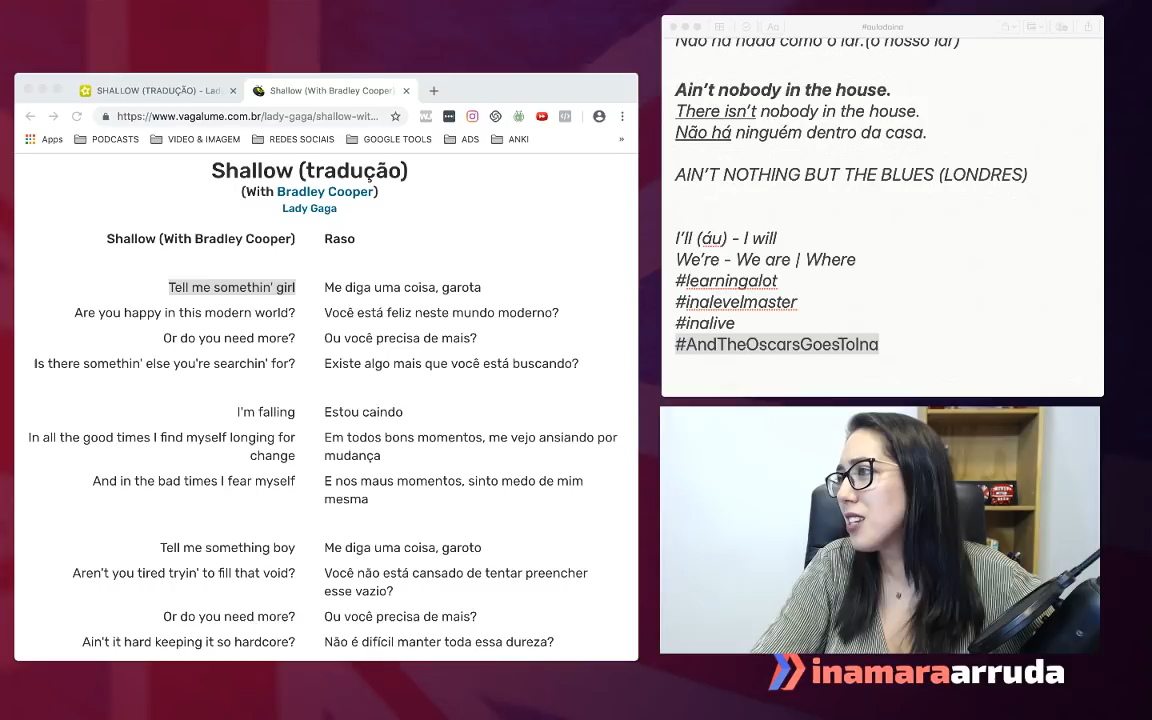 SHALLOW (TRADUÇÃO) - Lad
Shallow (With Bradley Cooper)
https://www.vagalume.com.br/lady-gaga/shallow-wit...
Apps PODCASTS VIDEO & IMAGEM REDES SOCIAIS GOOGLE TOOLS ADS ANKI »
Shallow (tradução)
(With Bradley Cooper)
Lady Gaga
Shallow (With Bradley Cooper) Raso
Tell me somethin' girl Me diga uma coisa, garota
Are you happy in this modern world? Você está feliz neste mundo moderno?
Or do you need more? Ou você precisa de mais?
Is there somethin' else you're searchin' for? Existe algo mais que você está buscando?
I'm falling Estou caindo
In all the good times I find myself longing for Em todos bons momentos, me vejo ansiando por
change mudança
And in the bad times I fear myself E nos maus momentos, sinto medo de mim
mesma
Tell me something boy Me diga uma coisa, garoto
Aren't you tired tryin' to fill that void? Você não está cansado de tentar preencher
esse vazio?
Or do you need more? Ou você precisa de mais?
Ain't it hard keeping it so hardcore? Não é difícil manter toda essa dureza?
Aa #auladoina
Não há nada como o lar.(o nosso lar)
Ain’t nobody in the house.
There isn’t nobody in the house.
Não há ninguém dentro da casa.
AIN’T NOTHING BUT THE BLUES (LONDRES)
I’ll (áu) - I will
We’re - We are | Where
#learningalot
#inalevelmaster
#inalive
#AndTheOscarsGoesToIna
inamaraarruda